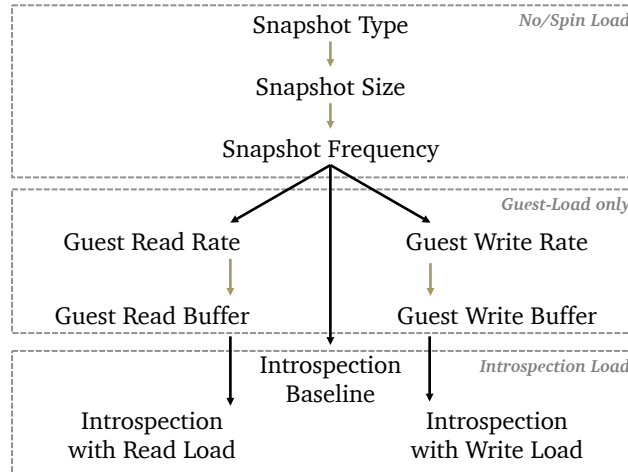 No/Spin Load
Snapshot Type
Snapshot Size
Snapshot Frequency
Guest-Load only
Guest Read Rate
Guest Write Rate
Guest Read Buffer
Guest Write Buffer
Introspection Load
Introspection
Baseline
Introspection
with Read Load
Introspection
with Write Load